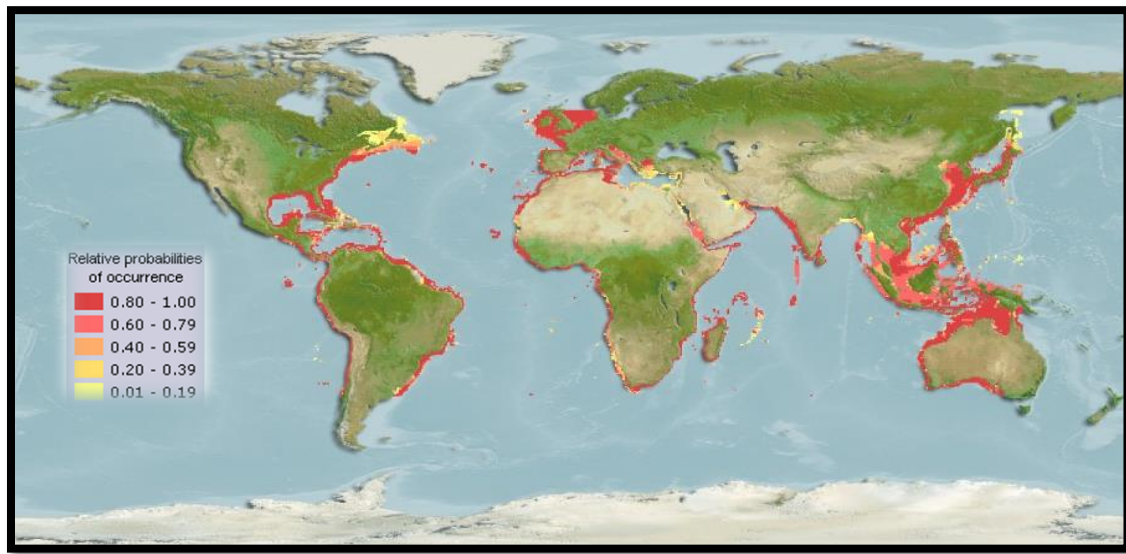 Relative probabilities
of occurrence
0.80 - 1.00
0.60 - 0.79
0.40 - 0.59
0.20 - 0.39
0.01 - 0.19